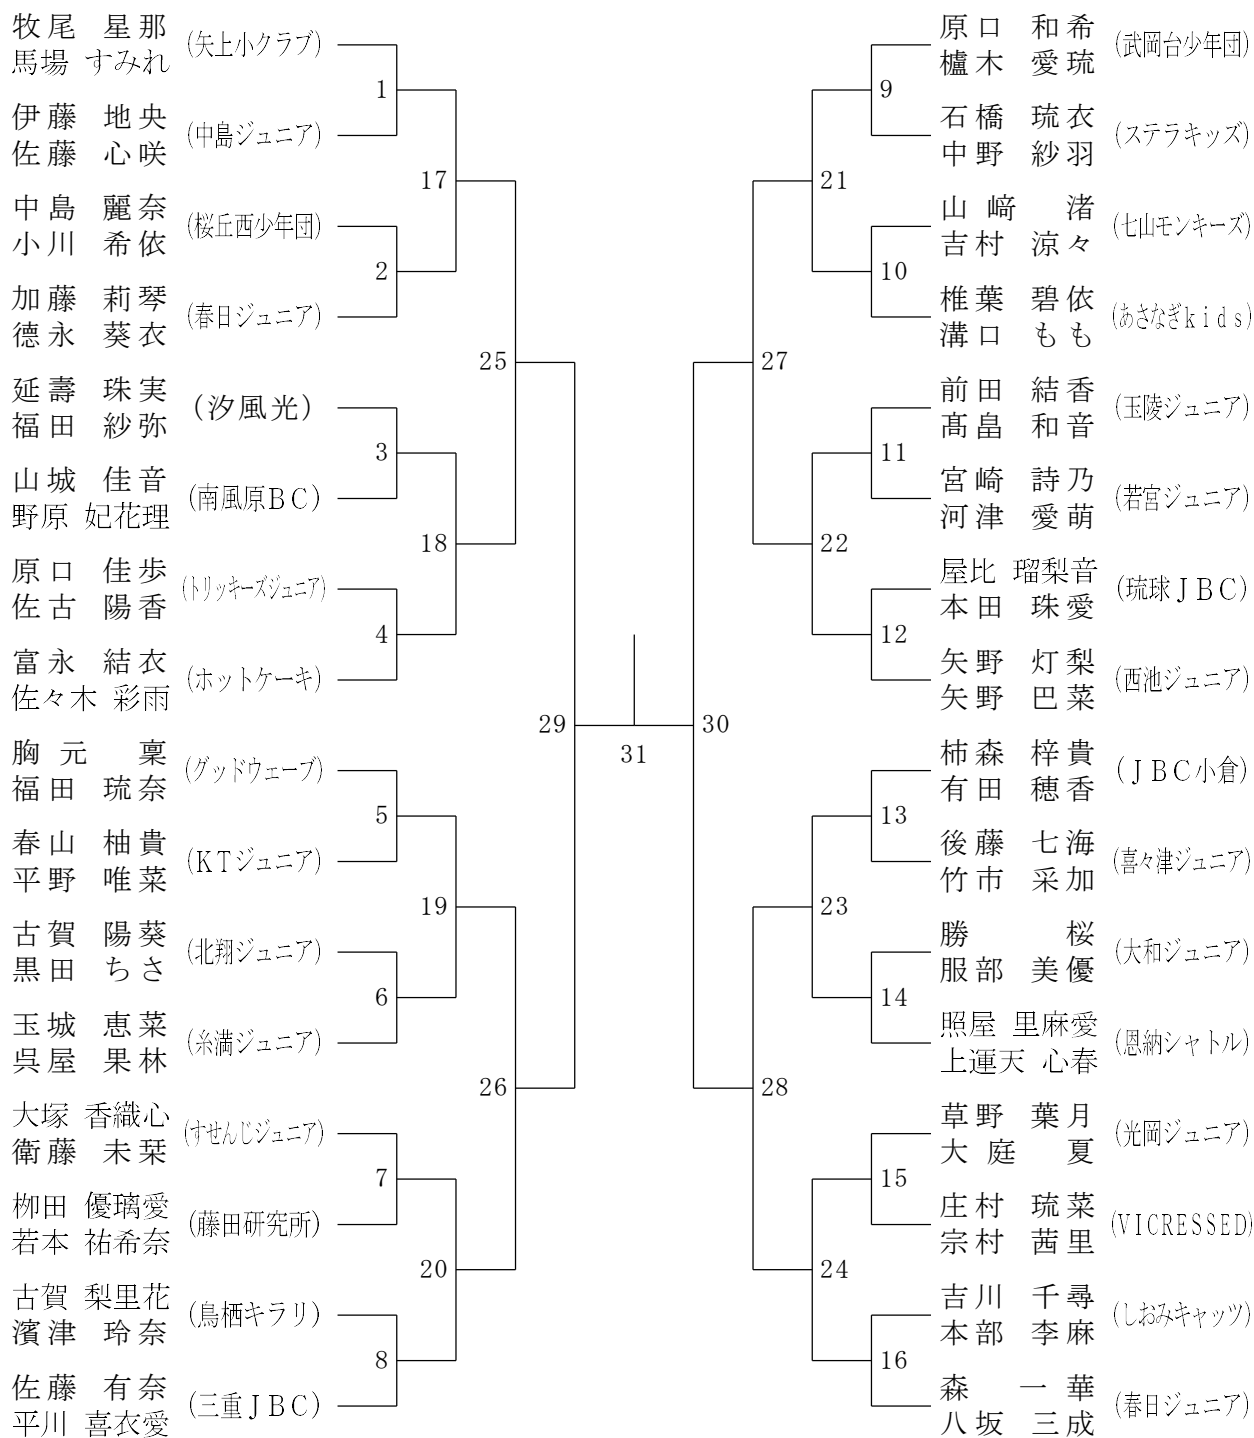 牧尾 星那
馬場 すみれ
(矢上小クラブ)
伊藤 地央
佐藤 心咲
(中島ジュニア)
中島 麗奈
小川 希依
(桜丘西少年団)
加藤 莉琴
德永 葵衣
(春日ジュニア)
延壽 珠実
福田 紗弥
(汐風光)
山城 佳音
野原 妃花理
(南風原BC)
原口 佳歩
佐古 陽香
(トリッキーズジュニア)
富永 結衣
佐々木 彩雨
(ホットケーキ)
胸元 稟
福田 琉奈
(グッドウェーブ)
春山 柚貴
平野 唯菜
(KTジュニア)
古賀 陽葵
黒田 ちさ
(北翔ジュニア)
玉城 恵菜
呉屋 果林
(糸満ジュニア)
大塚 香織心
衛藤 未栞
(すせんじジュニア)
栁田 優璃愛
若本 祐希奈
(藤田研究所)
古賀 梨里花
濱津 玲奈
(鳥栖キラリ)
佐藤 有奈
平川 喜衣愛
(三重JBC)
1
2
3
4
5
6
7
8
17
18
19
20
25
26
29
31
30
27
28
21
22
23
24
9
10
11
12
13
14
15
16
原口 和希
櫨木 愛琉
(武岡台少年団)
石橋 琉衣
中野 紗羽
(ステラキッズ)
山﨑 渚
吉村 涼々
(七山モンキーズ)
椎葉 碧依
溝口 もも
(あさなぎkids)
前田 結香
髙畠 和音
(玉陵ジュニア)
宮崎 詩乃
河津 愛萌
(若宮ジュニア)
屋比 瑠梨音
本田 珠愛
(琉球JBC)
矢野 灯梨
矢野 巴菜
(西池ジュニア)
柿森 梓貴
有田 穂香
(JBC小倉)
後藤 七海
竹市 采加
(喜々津ジュニア)
勝 桜
服部 美優
(大和ジュニア)
照屋 里麻愛
上運天 心春
(恩納シャトル)
草野 葉月
大庭 夏
(光岡ジュニア)
庄村 琉菜
宗村 茜里
(VICRESSED)
吉川 千尋
本部 李麻
(しおみキャッツ)
森 一華
八坂 三成
(春日ジュニア)